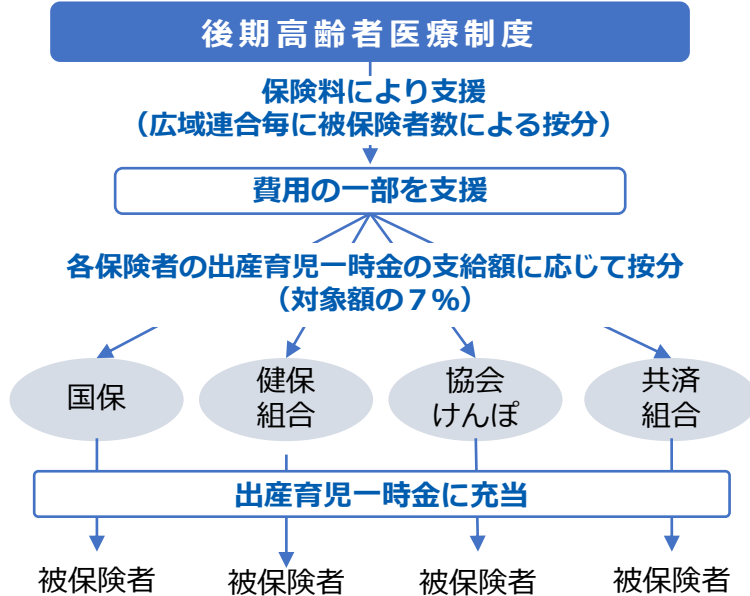 後期高齢者医療制度
保険料により支援
（広域連合毎に被保険者数による按分）
費用の一部を支援
各保険者の出産育児一時金の支給額に応じて按分
（対象額の７％）
国保
健保
組合
協会
けんぽ
共済
組合
出産育児一時金に充当
被保険者
被保険者
被保険者
被保険者